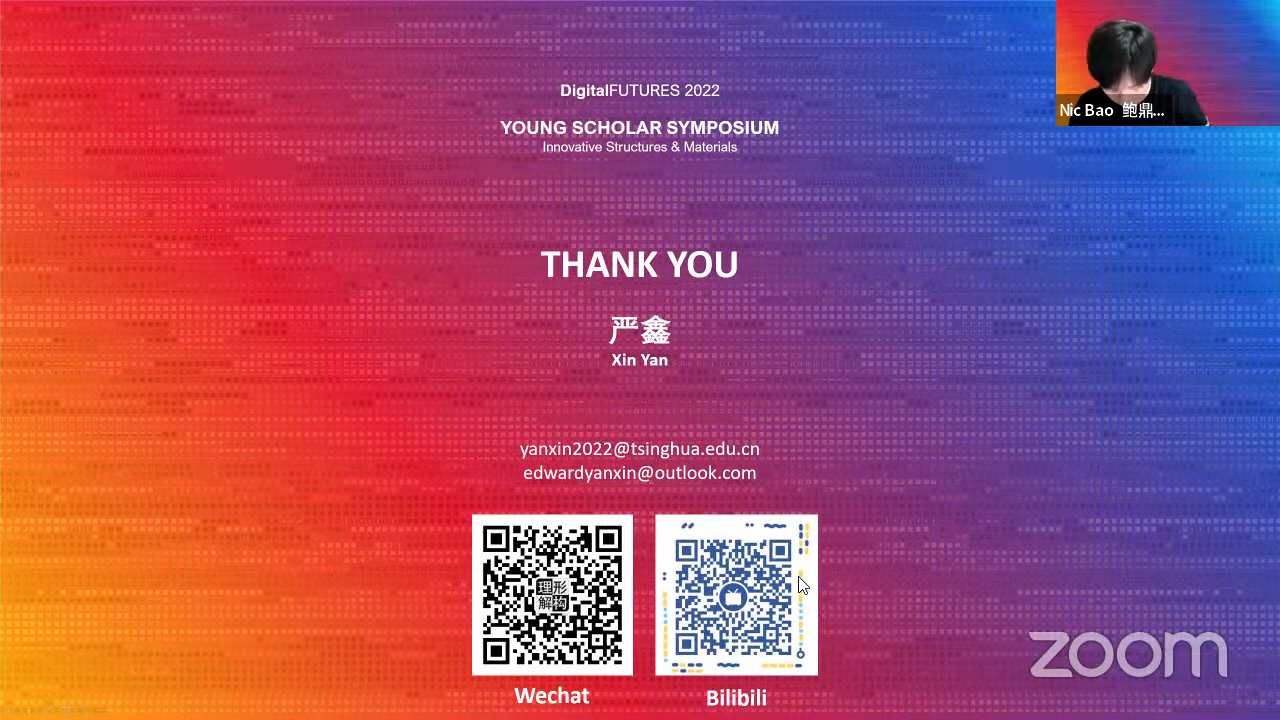 DigitalFUTURES 2022
YOUNG SCHOLAR SYMPOSIUM
Innovative Structures & Materials
Nic Bao 鲍鼎...
THANK YOU
严鑫
Xin Yan
yanxin2022@tsinghua.edu.cn
edwardyanxin@outlook.com
理形
解构
Wechat
Bilibili
zoom